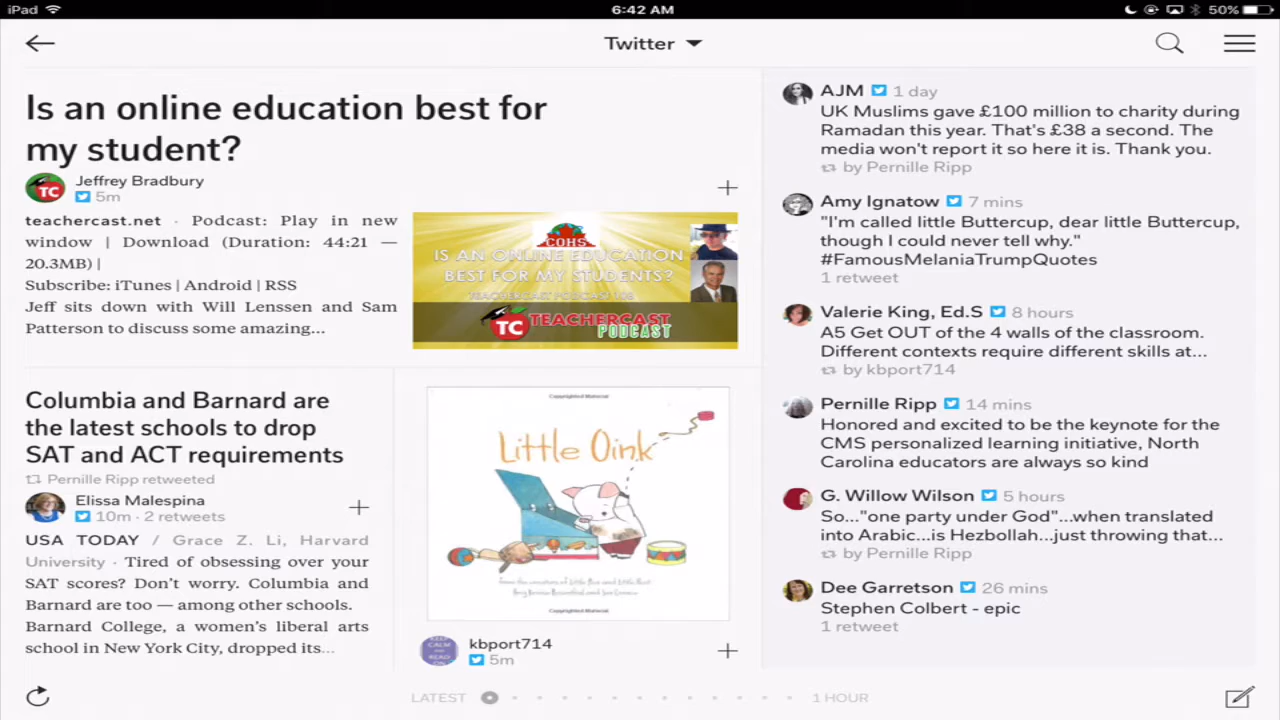 iPad
6:42 AM
50%
Twitter
Is an online education best for
my student?
Jeffrey Bradbury
5m
teachercast.net · Podcast: Play in new
window | Download (Duration: 44:21 —
20.3MB) |
Subscribe: iTunes | Android | RSS
Jeff sits down with Will Lenssen and Sam
Patterson to discuss some amazing...
COHS
IS AN ONLINE EDUCATION
BEST FOR MY STUDENTS?
TEACHERCAST PODCAST
TC TEACHERCAST
PODCAST
Columbia and Barnard are
the latest schools to drop
SAT and ACT requirements
Pernille Ripp retweeted
Elissa Malespina
10m · 2 retweets
USA TODAY / Grace Z. Li, Harvard
University · Tired of obsessing over your
SAT scores? Don't worry. Columbia and
Barnard are too — among other schools.
Barnard College, a women's liberal arts
school in New York City, dropped its...
Copyrighted Material
Little Oink
Copyrighted Material
KEEP
CALM
AND
READ
ON
kbport714
5m
AJM 1 day
UK Muslims gave £100 million to charity during
Ramadan this year. That's £38 a second. The
media won't report it so here it is. Thank you.
by Pernille Ripp
Amy Ignatow 7 mins
"I'm called little Buttercup, dear little Buttercup,
though I could never tell why."
#FamousMelaniaTrumpQuotes
1 retweet
Valerie King, Ed.S 8 hours
A5 Get OUT of the 4 walls of the classroom.
Different contexts require different skills at...
by kbport714
Pernille Ripp 14 mins
Honored and excited to be the keynote for the
CMS personalized learning initiative, North
Carolina educators are always so kind
G. Willow Wilson 5 hours
So..."one party under God"...when translated
into Arabic...is Hezbollah...just throwing that...
by Pernille Ripp
Dee Garretson 26 mins
Stephen Colbert - epic
1 retweet
LATEST
1 HOUR